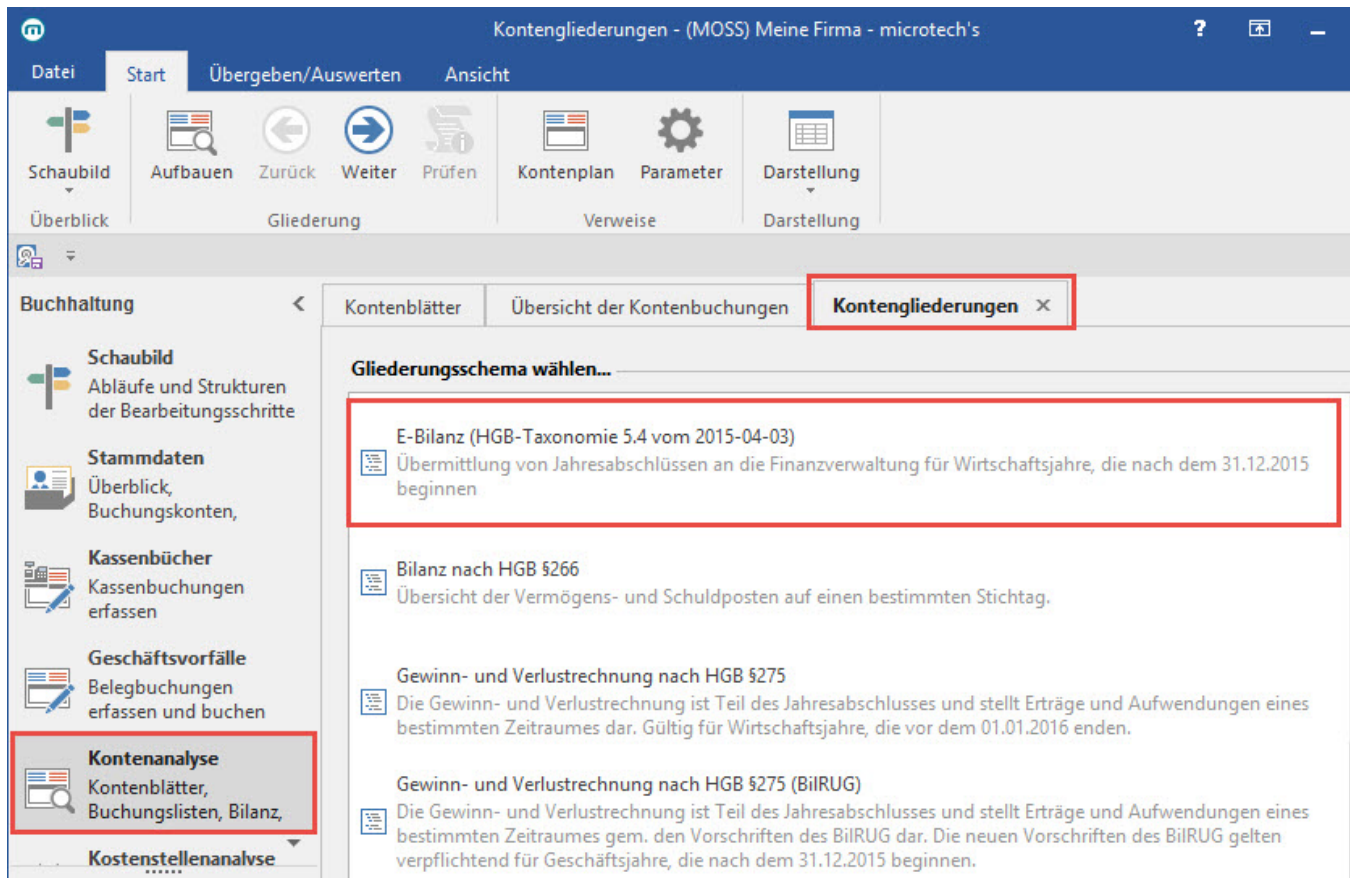 Kontengliederungen - (MOSS) Meine Firma - microtech's ?
Datei Start Übergeben/Auswerten Ansicht
Schaubild Aufbauen Zurück Weiter Prüfen Kontenplan Parameter Darstellung
Überblick Gliederung Verweise Darstellung
Buchhaltung
Schaubild
Abläufe und Strukturen
der Bearbeitungsschritte
Stammdaten
Überblick,
Buchungskonten,
Kassenbücher
Kassenbuchungen
erfassen
Geschäftsvorfälle
Belegbuchungen
erfassen und buchen
Kontenanalyse
Kontenblätter,
Buchungslisten, Bilanz,
Kostenstellenanalyse
Kontenblätter Übersicht der Kontenbuchungen Kontengliederungen
Gliederungsschema wählen...
E-Bilanz (HGB-Taxonomie 5.4 vom 2015-04-03)
Übermittlung von Jahresabschlüssen an die Finanzverwaltung für Wirtschaftsjahre, die nach dem 31.12.2015
beginnen
Bilanz nach HGB §266
Übersicht der Vermögens- und Schuldposten auf einen bestimmten Stichtag.
Gewinn- und Verlustrechnung nach HGB §275
Die Gewinn- und Verlustrechnung ist Teil des Jahresabschlusses und stellt Erträge und Aufwendungen eines
bestimmten Zeitraumes dar. Gültig für Wirtschaftsjahre, die vor dem 01.01.2016 enden.
Gewinn- und Verlustrechnung nach HGB §275 (BilRUG)
Die Gewinn- und Verlustrechnung ist Teil des Jahresabschlusses und stellt Erträge und Aufwendungen eines
bestimmten Zeitraumes gem. den Vorschriften des BilRUG dar. Die neuen Vorschriften des BilRUG gelten
verpflichtend für Geschäftsjahre, die nach dem 31.12.2015 beginnen.